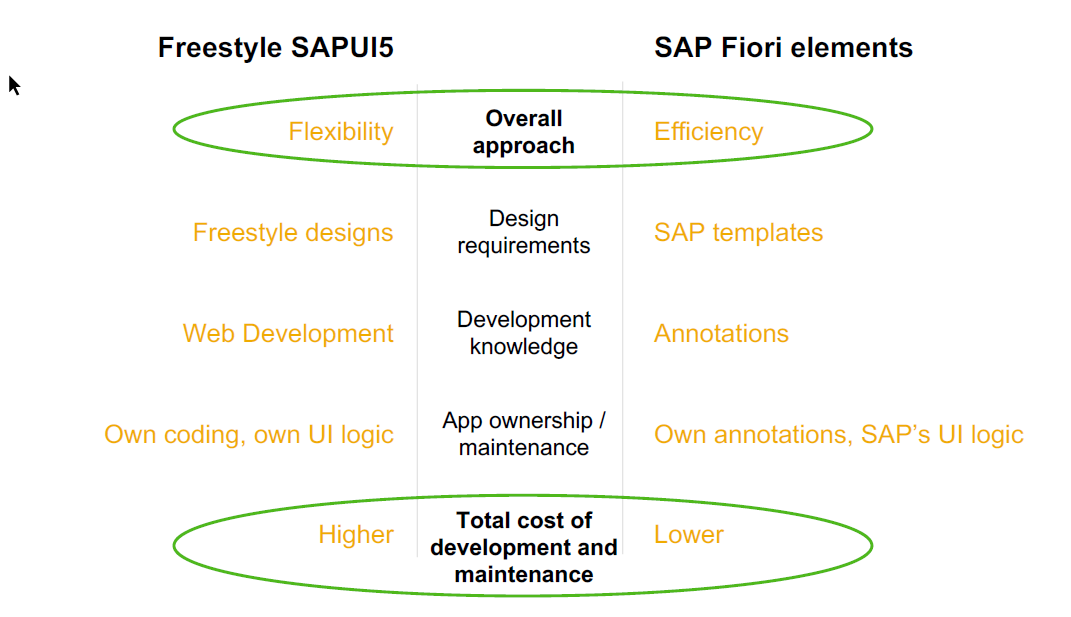 Freestyle SAPUI5 SAP Fiori elements
Flexibility Overall approach Efficiency
Freestyle designs Design requirements SAP templates
Web Development Development knowledge Annotations
Own coding, own UI logic App ownership / maintenance Own annotations, SAP’s UI logic
Higher Total cost of development and maintenance Lower